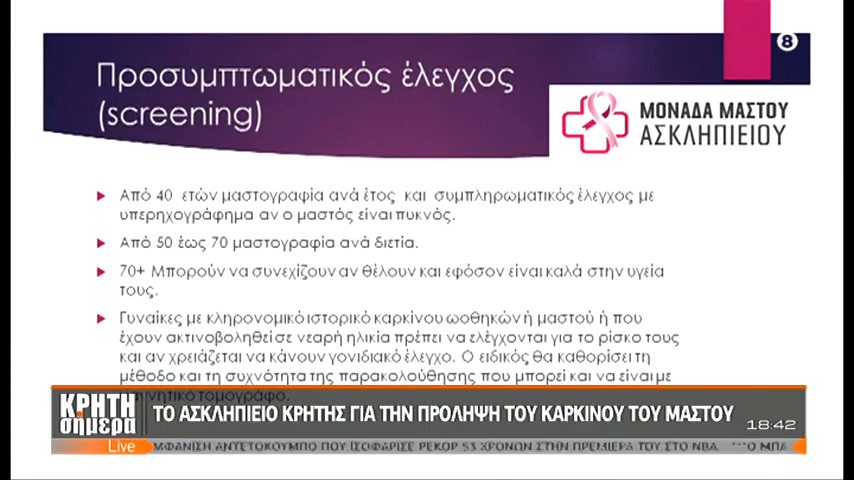 8
Προσυμπτωματικός έλεγχος
(screening)
ΜΟΝΑΔΑ ΜΑΣΤΟΥ
ΑΣΚΛΗΠΙΕΙΟΥ
Από 40 ετών μαστογραφία ανά έτος και συμπληρωματικός έλεγχος με
υπερηχογράφημα αν ο μαστός είναι πυκνός.
Από 50 έως 70 μαστογραφία ανά διετία.
70+ Μπορούν να συνεχίζουν αν θέλουν και εφόσον είναι καλά στην υγεία
τους.
Γυναίκες με κληρονομικό ιστορικό καρκίνου ωοθηκών ή μαστού ή που
έχουν ακτινοβοληθεί σε νεαρή ηλικία πρέπει να ελέγχονται για το ρίσκο τους
και αν χρειάζεται να κάνουν γονιδιακό έλεγχο. Ο ειδικός θα καθορίσει τη
μέθοδο και τη συχνότητα της παρακολούθησης που μπορεί και να είναι με
τομογράφο.
ΚΡΗΤΗ
σήμερα
ΤΟ ΑΣΚΛΗΠΙΕΙΟ ΚΡΗΤΗΣ ΓΙΑ ΤΗΝ ΠΡΟΛΗΨΗ ΤΟΥ ΚΑΡΚΙΝΟΥ ΤΟΥ ΜΑΣΤΟΥ
18:42
Live
ΜΦΑΝΙΣΗ ΑΝΤΕΤΟΚΟΥΜΠΟ ΠΟΥ ΙΣΟΦΑΡΙΣΕ ΡΕΚΟΡ 53 ΧΡΟΝΩΝ ΣΤΗΝ ΠΡΕΜΙΕΡΑ ΤΟΥ ΣΤΟ NBA